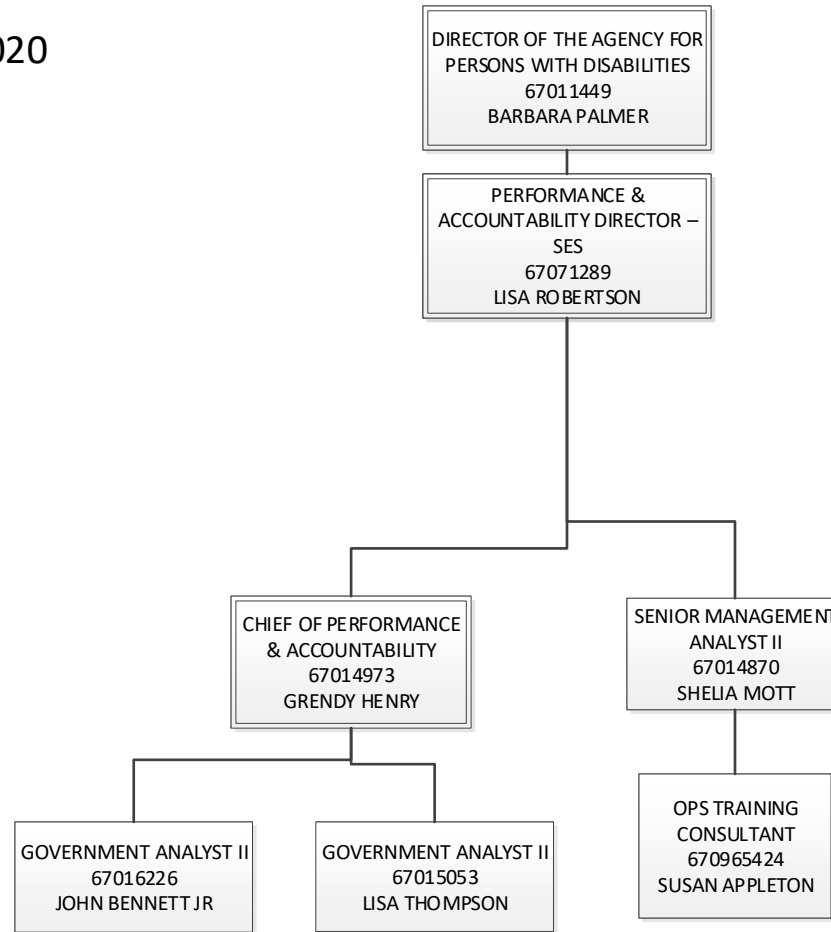 020
DIRECTOR OF THE AGENCY FOR
PERSONS WITH DISABILITIES
67011449
BARBARA PALMER
PERFORMANCE &
ACCOUNTABILITY DIRECTOR –
SES
67071289
LISA ROBERTSON
CHIEF OF PERFORMANCE
& ACCOUNTABILITY
67014973
GRENDY HENRY
SENIOR MANAGEMENT
ANALYST II
67014870
SHELIA MOTT
GOVERNMENT ANALYST II
67016226
JOHN BENNETT JR
GOVERNMENT ANALYST II
67015053
LISA THOMPSON
OPS TRAINING
CONSULTANT
670965424
SUSAN APPLETON